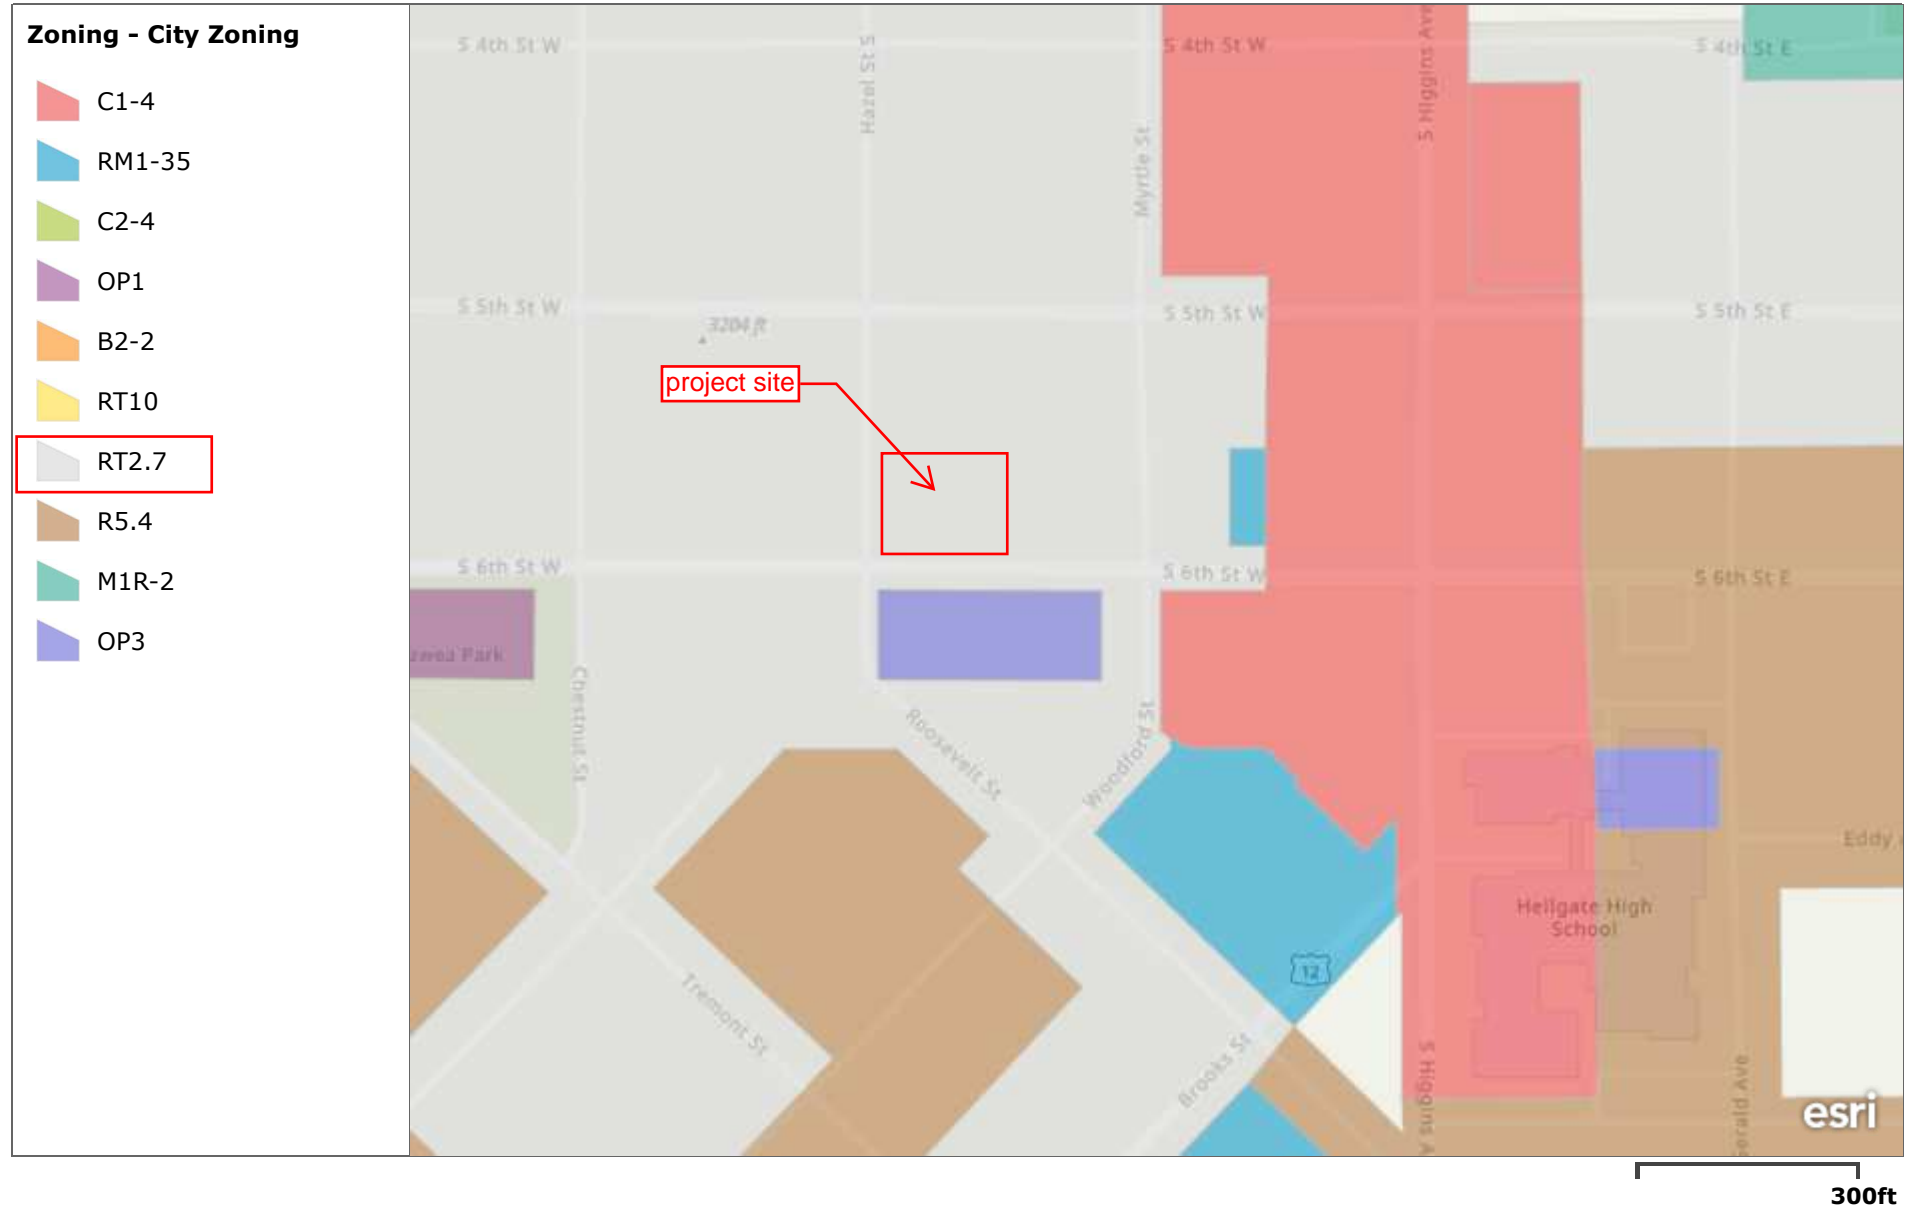 Zoning - City Zoning
C1-4
RM1-35
C2-4
OP1
B2-2
RT10
RT2.7
R5.4
M1R-2
OP3
S 4th St W
Hazel St S
S 4th St W
S Higgins Ave
S 4th St E
Myrtle St
S 5th St W
3204 ft
S 5th St W
S 5th St E
project site
S 6th St W
S 6th St W
S 6th St E
Park
Chestnut St
Roosevelt St
Woodford St
Eddy
Hellgate High
School
12
Tremont St
Brooks St
S Higgins A
erald Ave
esri
300ft